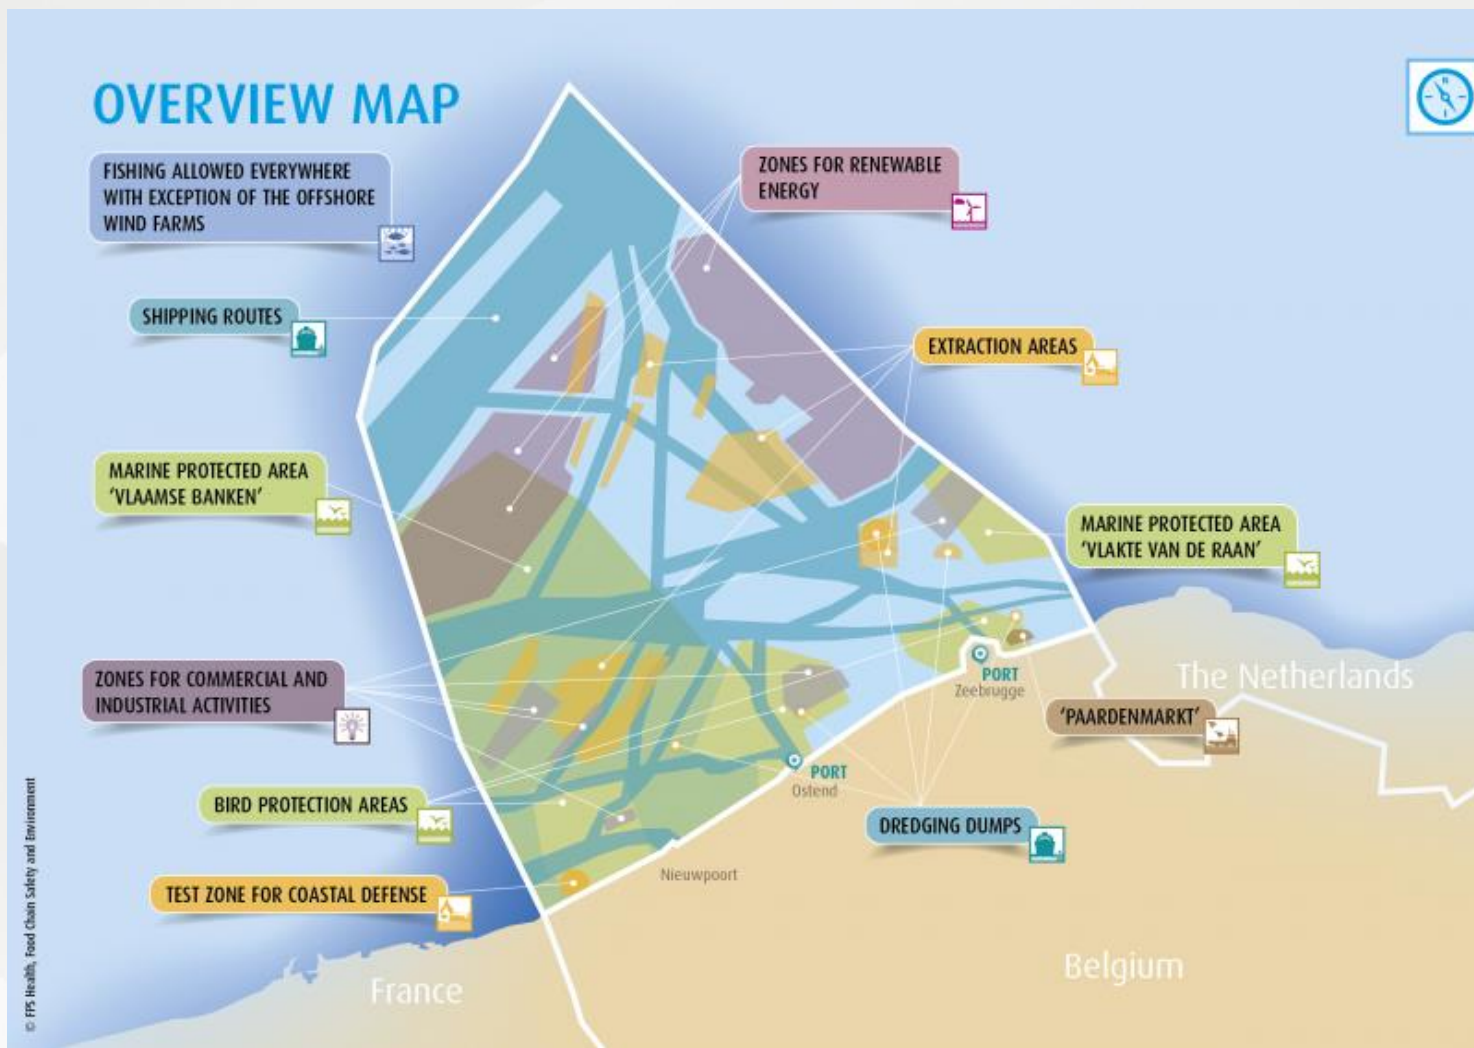 OVERVIEW MAP
FISHING ALLOWED EVERYWHERE
WITH EXCEPTION OF THE OFFSHORE
WIND FARMS
ZONES FOR RENEWABLE
ENERGY
SHIPPING ROUTES
EXTRACTION AREAS
MARINE PROTECTED AREA
'VLAAMSE BANKEN'
MARINE PROTECTED AREA
'VLAKTE VAN DE RAAN'
ZONES FOR COMMERCIAL AND
INDUSTRIAL ACTIVITIES
PORT
Zeebrugge
The Netherlands
'PAARDENMARKT'
BIRD PROTECTION AREAS
PORT
Ostend
DREDGING DUMPS
TEST ZONE FOR COASTAL DEFENSE
Nieuwpoort
France
Belgium
© FPS Health, Food Chain Safety and Environment